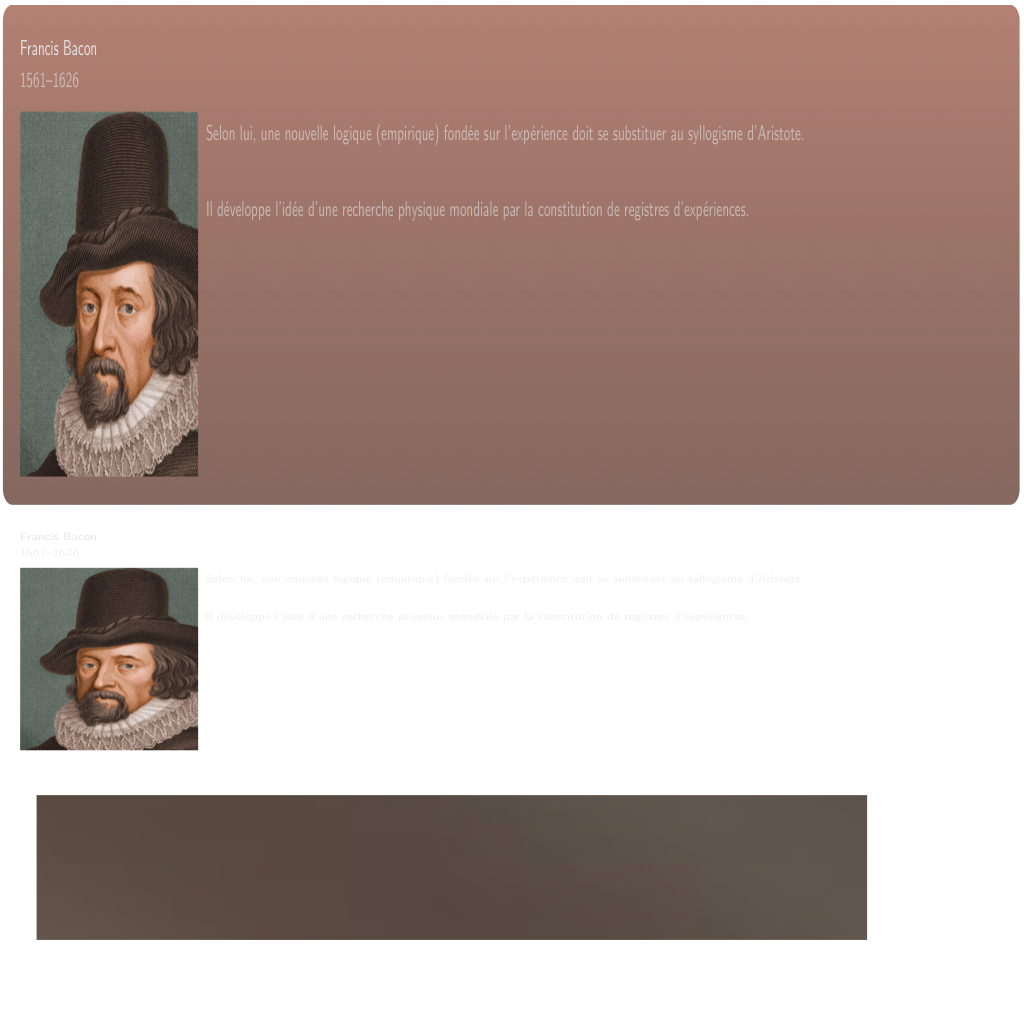 Francis Bacon
1561–1626
Selon lui, une nouvelle logique (empirique) fondée sur l'expérience doit se substituer au syllogisme d'Aristote.
Il développe l'idée d'une recherche physique mondiale par la constitution de registres d'expériences.
Francis Bacon
1561–1626
Selon lui, une nouvelle logique (empirique) fondée sur l'expérience doit se substituer au syllogisme d'Aristote.
Il développe l'idée d'une recherche physique mondiale par la constitution de registres d'expériences.